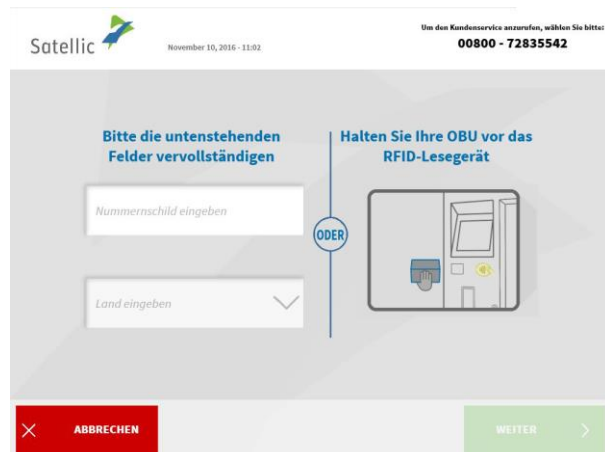 Satellic
November 10, 2016 - 11:02
Um den Kundenservice anzurufen, wählen Sie bitte:
00800 - 72835542
Bitte die untenstehenden
Felder vervollständigen
Nummernschild eingeben
Land eingeben
ODER
Halten Sie Ihre OBU vor das
RFID-Lesegerät
ABBRECHEN
WEITER